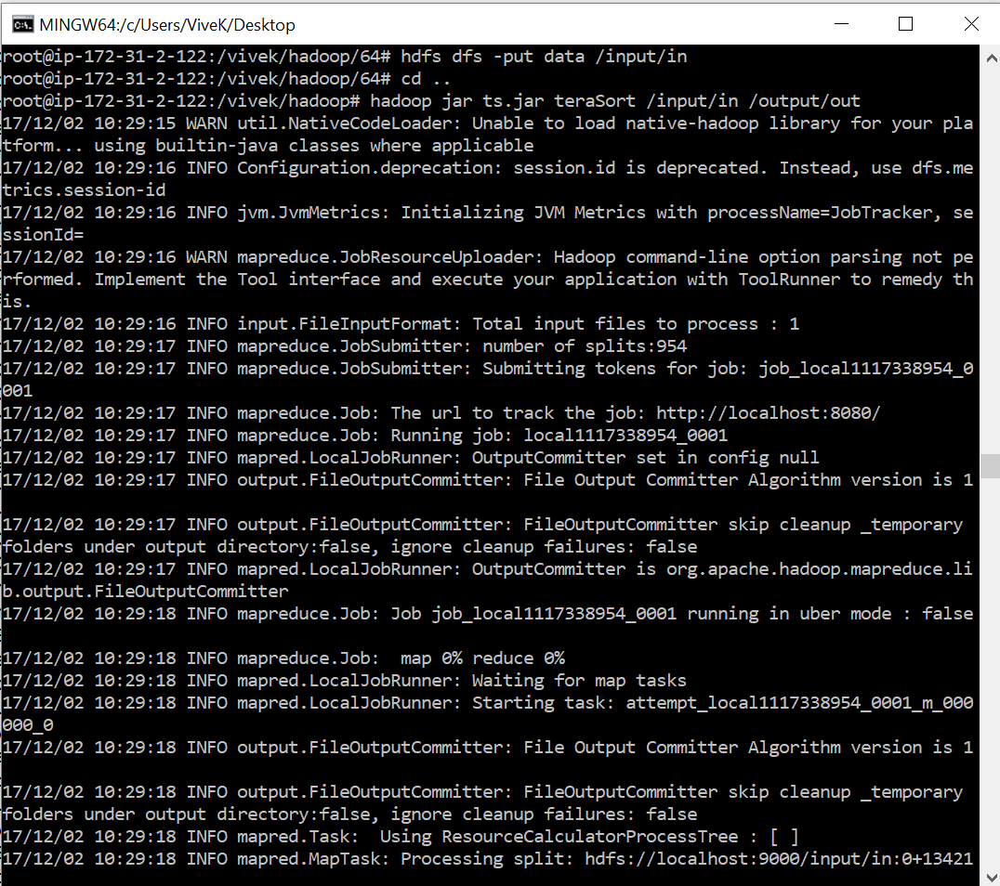 MINGW64:/c/Users/ViveK/Desktop
root@ip-172-31-2-122:/vivek/hadoop/64# hdfs dfs -put data /input/in
root@ip-172-31-2-122:/vivek/hadoop/64# cd ..
root@ip-172-31-2-122:/vivek/hadoop# hadoop jar ts.jar teraSort /input/in /output/out
17/12/02 10:29:15 WARN util.NativeCodeLoader: Unable to load native-hadoop library for your pla
tform... using builtin-java classes where applicable
17/12/02 10:29:16 INFO Configuration.deprecation: session.id is deprecated. Instead, use dfs.me
trics.session-id
17/12/02 10:29:16 INFO jvm.JvmMetrics: Initializing JVM Metrics with processName=JobTracker, se
ssionId=
17/12/02 10:29:16 WARN mapreduce.JobResourceUploader: Hadoop command-line option parsing not pe
rformed. Implement the Tool interface and execute your application with ToolRunner to remedy th
is.
17/12/02 10:29:16 INFO input.FileInputFormat: Total input files to process : 1
17/12/02 10:29:17 INFO mapreduce.JobSubmitter: number of splits:954
17/12/02 10:29:17 INFO mapreduce.JobSubmitter: Submitting tokens for job: job_local1117338954_0
001
17/12/02 10:29:17 INFO mapreduce.Job: The url to track the job: http://localhost:8080/
17/12/02 10:29:17 INFO mapreduce.Job: Running job: local1117338954_0001
17/12/02 10:29:17 INFO mapred.LocalJobRunner: OutputCommitter set in config null
17/12/02 10:29:17 INFO output.FileOutputCommitter: File Output Committer Algorithm version is 1
17/12/02 10:29:17 INFO output.FileOutputCommitter: FileOutputCommitter skip cleanup _temporary
folders under output directory:false, ignore cleanup failures: false
17/12/02 10:29:17 INFO mapred.LocalJobRunner: OutputCommitter is org.apache.hadoop.mapreduce.li
b.output.FileOutputCommitter
17/12/02 10:29:18 INFO mapreduce.Job: Job job_local1117338954_0001 running in uber mode : false
17/12/02 10:29:18 INFO mapreduce.Job:  map 0% reduce 0%
17/12/02 10:29:18 INFO mapred.LocalJobRunner: Waiting for map tasks
17/12/02 10:29:18 INFO mapred.LocalJobRunner: Starting task: attempt_local1117338954_0001_m_000
000_0
17/12/02 10:29:18 INFO output.FileOutputCommitter: File Output Committer Algorithm version is 1
17/12/02 10:29:18 INFO output.FileOutputCommitter: FileOutputCommitter skip cleanup _temporary
folders under output directory:false, ignore cleanup failures: false
17/12/02 10:29:18 INFO mapred.Task:  Using ResourceCalculatorProcessTree : [ ]
17/12/02 10:29:18 INFO mapred.MapTask: Processing split: hdfs://localhost:9000/input/in:0+13421